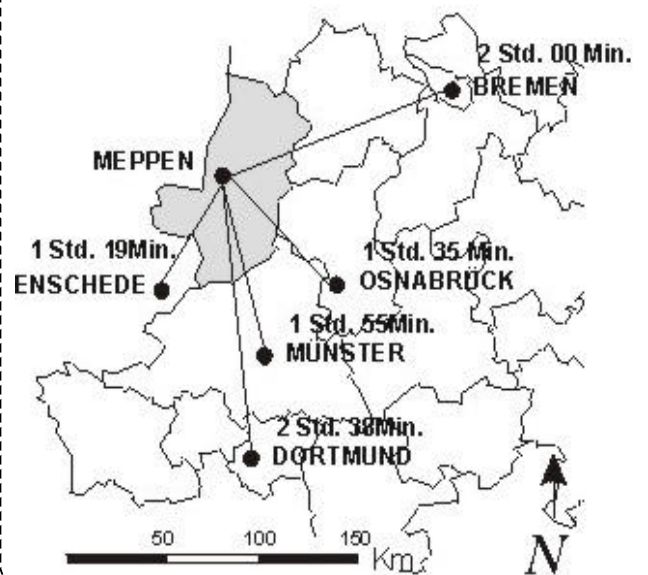 2 Std. 00 Min.
BREMEN
MEPPEN
1 Std. 19Min.
ENSCHEDE
1 Std. 35 Min.
OSNABRÜCK
1 Std. 55Min.
MÜNSTER
2 Std. 38Min.
DORTMUND
50 100 150
Km
N